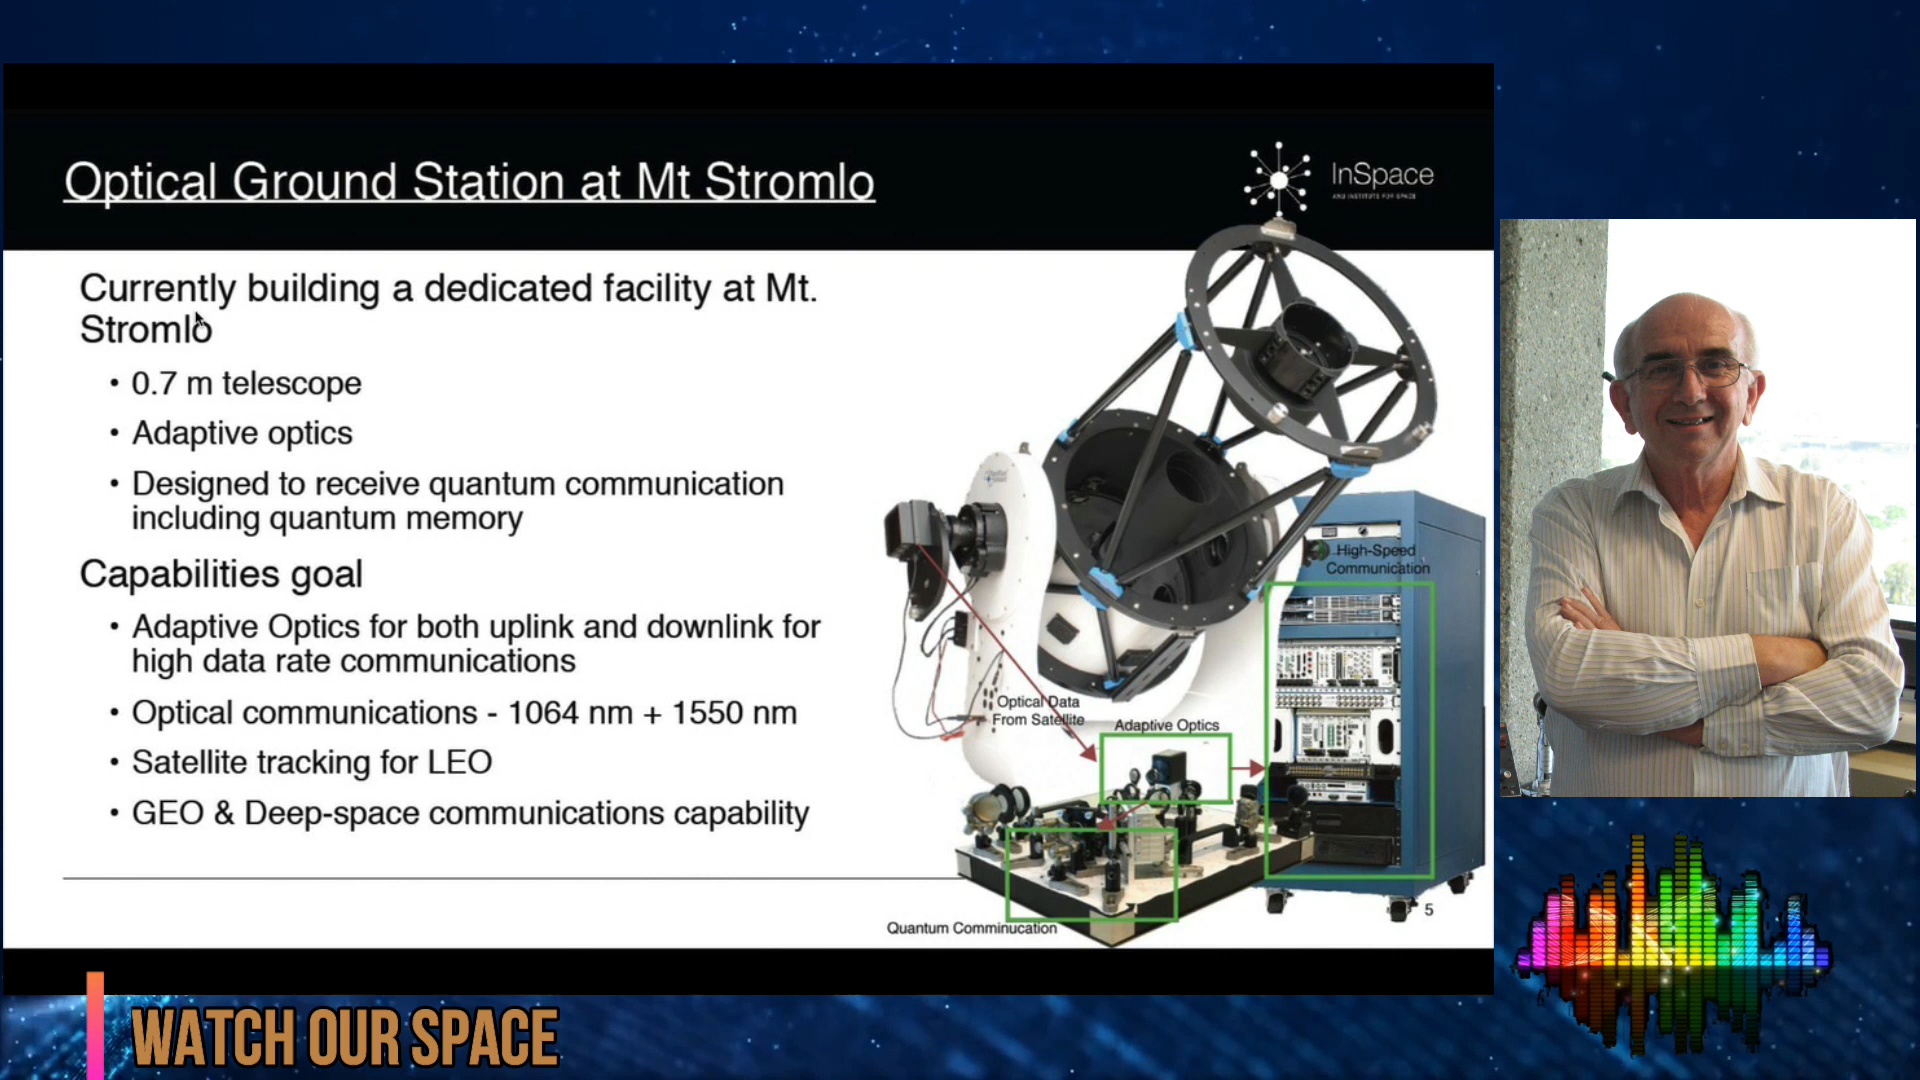 Optical Ground Station at Mt Stromlo
InSpace
ANU INSTITUTE FOR SPACE
Currently building a dedicated facility at Mt.
Stromlo
• 0.7 m telescope
• Adaptive optics
• Designed to receive quantum communication
including quantum memory
Capabilities goal
• Adaptive Optics for both uplink and downlink for
high data rate communications
• Optical communications - 1064 nm + 1550 nm
• Satellite tracking for LEO
• GEO & Deep-space communications capability
High-Speed
Communication
Optical Data
From Satellite
Adaptive Optics
Quantum Comminucation
5
WATCH OUR SPACE